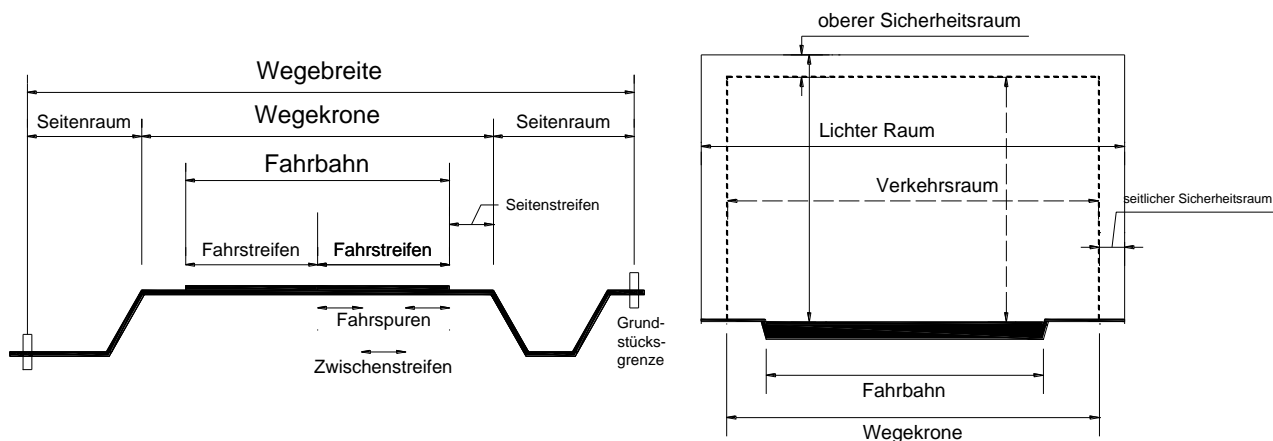 Wegebreite
Seitenraum
Wegekrone
Seitenraum
Fahrbahn
Seitenstreifen
Fahrstreifen
Fahrstreifen
Fahrspuren
Zwischenstreifen
Grund-
stücks-
grenze
oberer Sicherheitsraum
Lichter Raum
Verkehrsraum
seitlicher Sicherheitsraum
Fahrbahn
Wegekrone